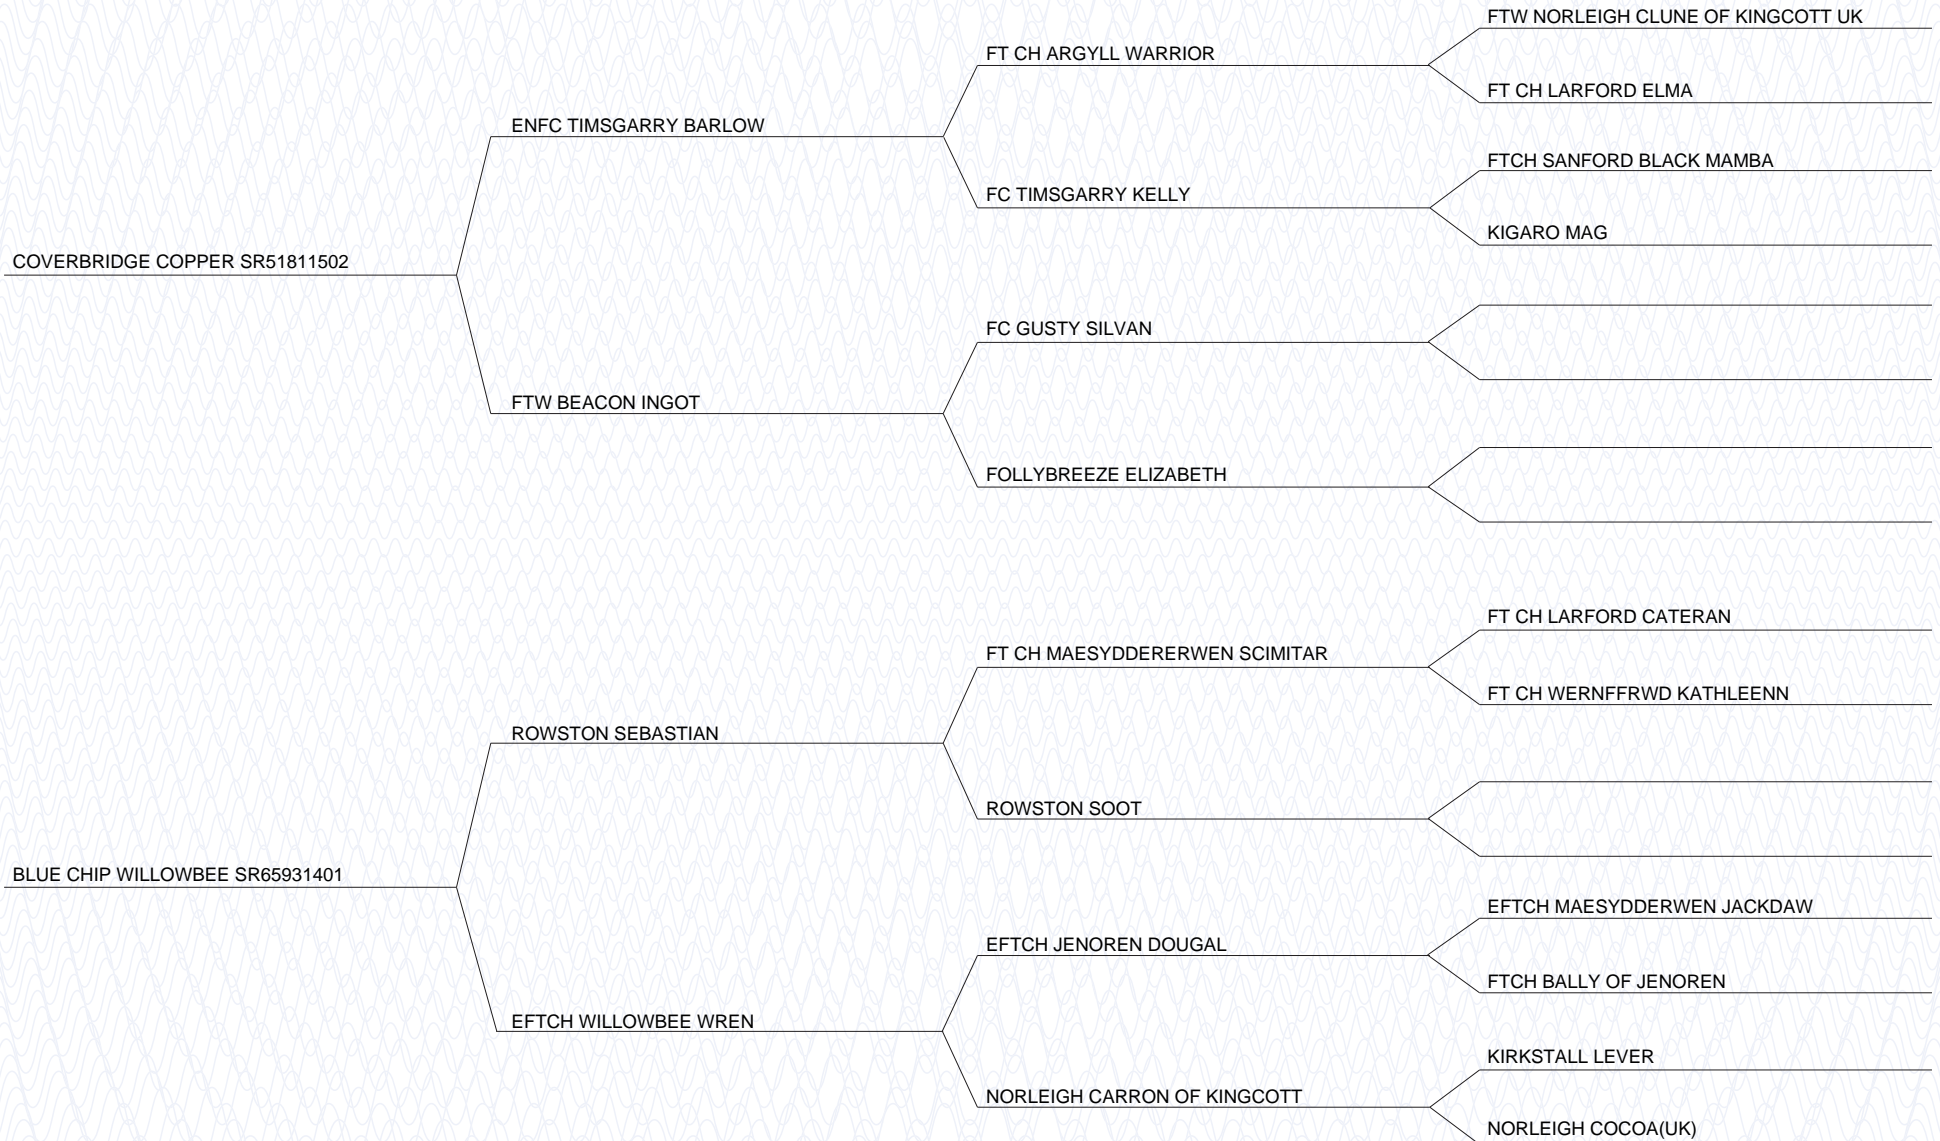 FTW NORLEIGH CLUNE OF KINGCOTT UK
FT CH ARGYLL WARRIOR
FT CH LARFORD ELMA
ENFC TIMSGARRY BARLOW
FTCH SANFORD BLACK MAMBA
FC TIMSGARRY KELLY
KIGARO MAG
COVERBRIDGE COPPER SR51811502
FC GUSTY SILVAN
FTW BEACON INGOT
FOLLYBREEZE ELIZABETH
FT CH LARFORD CATERAN
FT CH MAESYDDERERWEN SCIMITAR
FT CH WERNFFRWD KATHLEENN
ROWSTON SEBASTIAN
ROWSTON SOOT
BLUE CHIP WILLOWBEE SR65931401
EFTCH MAESYDDERWEN JACKDAW
EFTCH JENOREN DOUGAL
FTCH BALLY OF JENOREN
EFTCH WILLOWBEE WREN
KIRKSTALL LEVER
NORLEIGH CARRON OF KINGCOTT
NORLEIGH COCOA(UK)